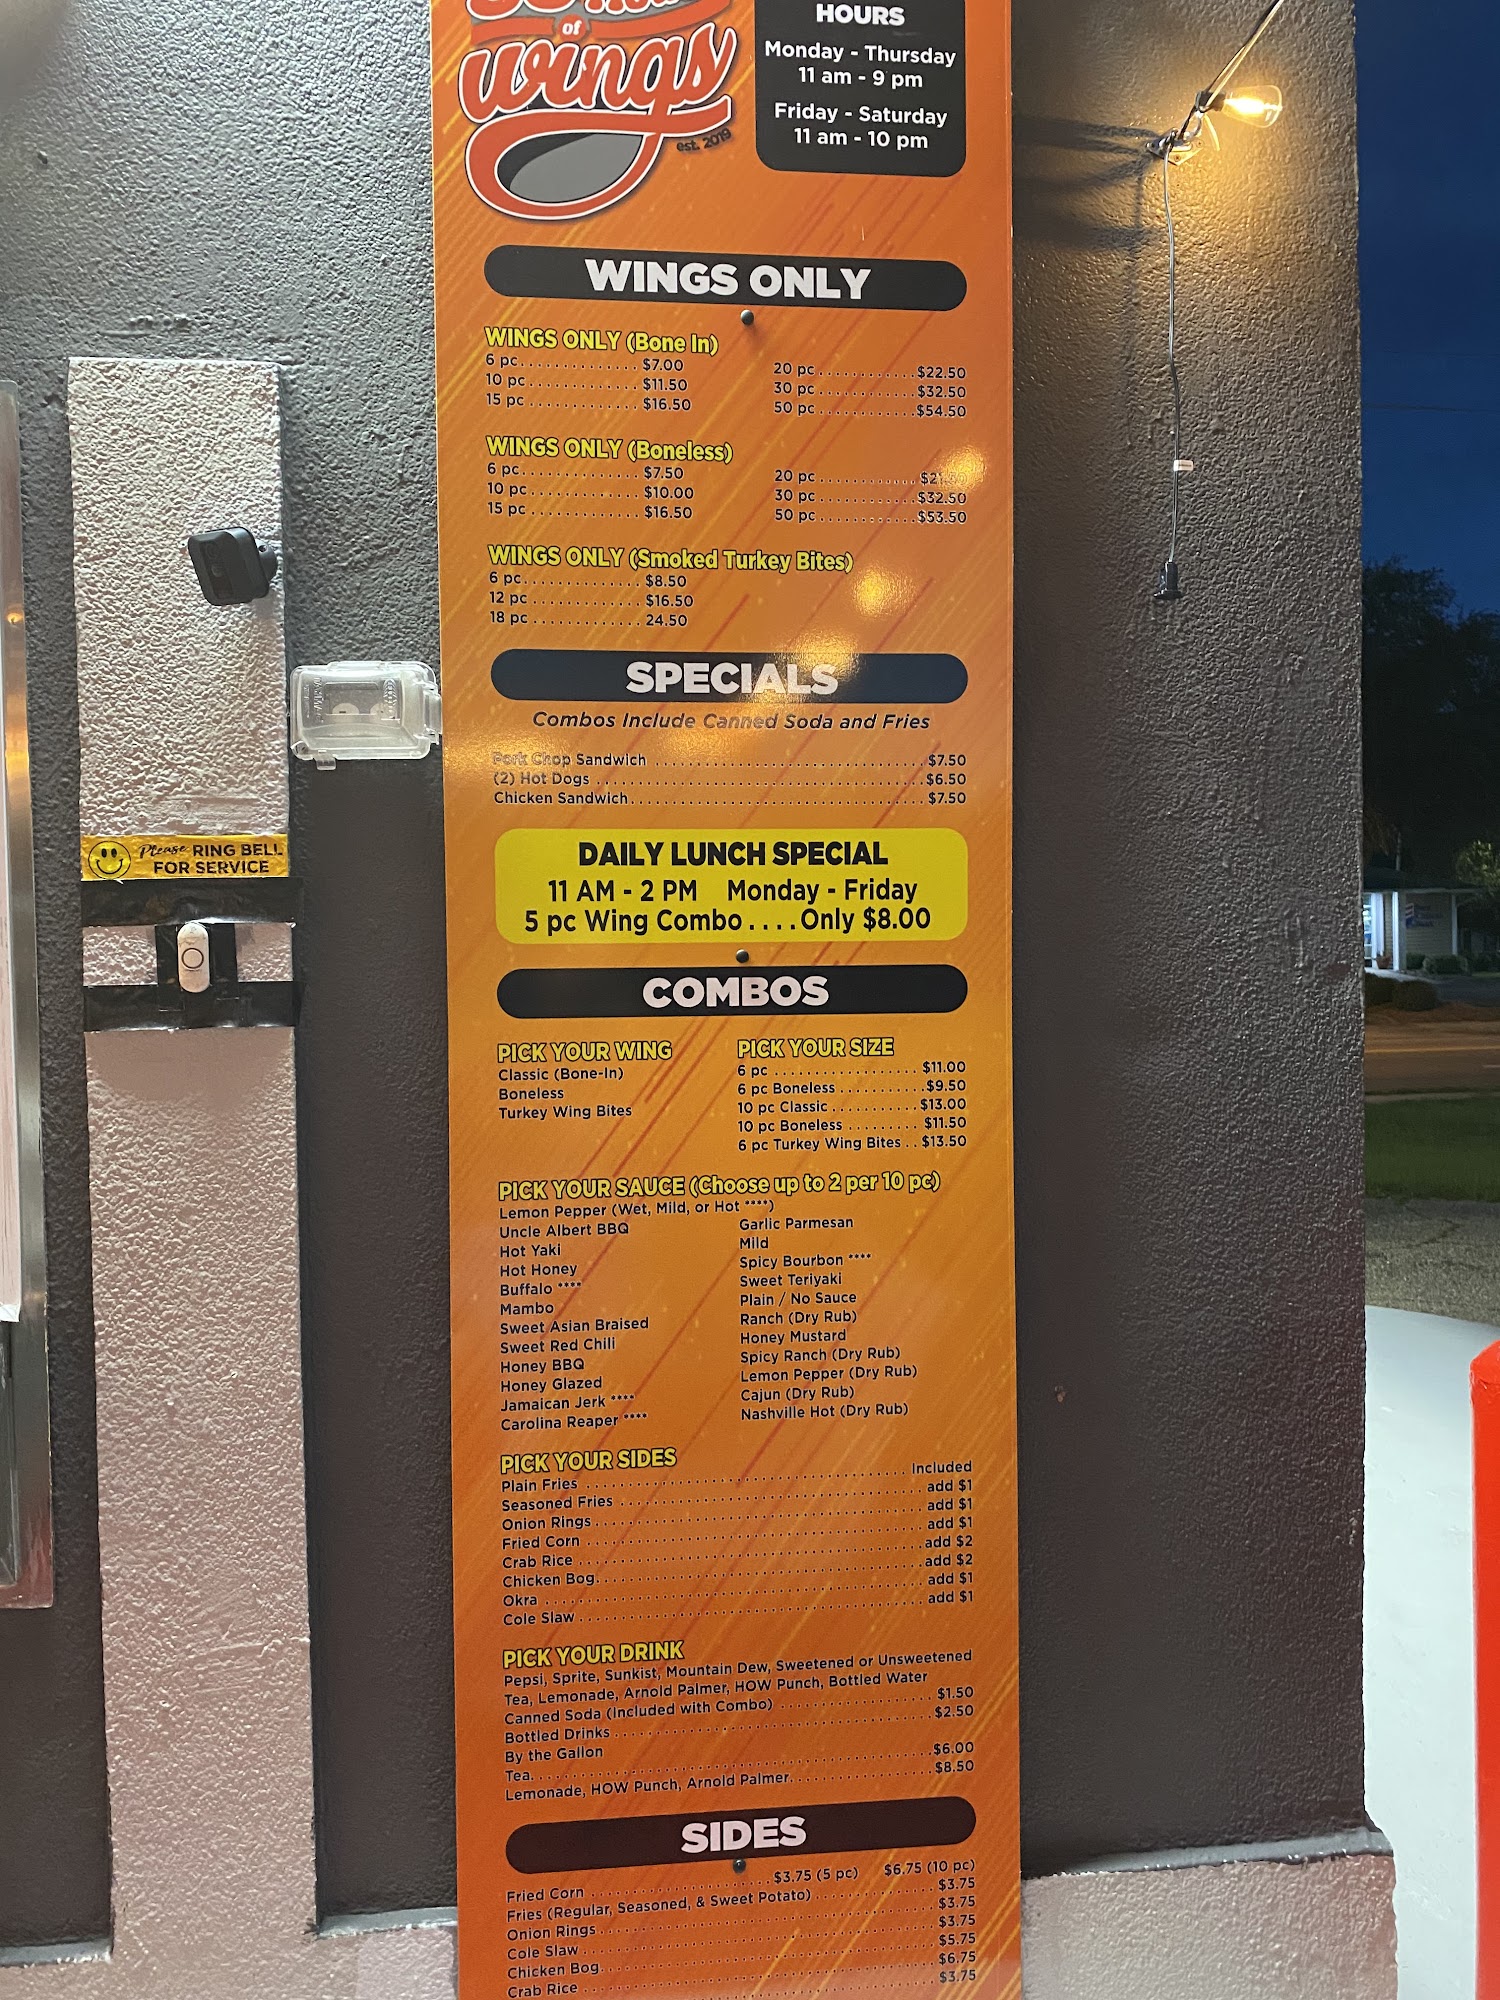 of
wings
est. 2019
HOURS
Monday - Thursday
11 am - 9 pm
Friday - Saturday
11 am - 10 pm
WINGS ONLY
WINGS ONLY (Bone In)
6 pc............. $7.00
10 pc............ $11.50
15 pc ............ $16.50
20 pc............$22.50
30 pc ............$32.50
50 pc ............$54.50
WINGS ONLY (Boneless)
6 pc............. $7.50
10 pc............ $10.00
15 pc ............ $16.50
20 pc............
30 pc ............$32.50
50 pc ............$53.50
WINGS ONLY (Smoked Turkey Bites)
6 pc............. $8.50
12 pc ............ $16.50
18 pc ............ 24.50
SPECIALS
Combos Include Canned Soda and Fries
Pork Chop Sandwich ..............................$7.50
(2) Hot Dogs ....................................$6.50
Chicken Sandwich................................ $7.50
DAILY LUNCH SPECIAL
11 AM - 2 PM Monday - Friday
5 pc Wing Combo ....Only $8.00
COMBOS
PICK YOUR WING
Classic (Bone-In)
Boneless
Turkey Wing Bites
PICK YOUR SIZE
6 pc ................. $11.00
6 pc Boneless ..........$9.50
10 pc Classic .......... $13.00
10 pc Boneless ......... $11.50
6 pc Turkey Wing Bites .. $13.50
PICK YOUR SAUCE (Choose up to 2 per 10 pc)
Lemon Pepper (Wet, Mild, or Hot ****)
Uncle Albert BBQ
Hot Yaki
Hot Honey
Buffalo ****
Mambo
Sweet Asian Braised
Sweet Red Chili
Honey BBQ
Honey Glazed
Jamaican Jerk ****
Carolina Reaper ****
Garlic Parmesan
Mild
Spicy Bourbon ****
Sweet Teriyaki
Plain / No Sauce
Ranch (Dry Rub)
Honey Mustard
Spicy Ranch (Dry Rub)
Lemon Pepper (Dry Rub)
Cajun (Dry Rub)
Nashville Hot (Dry Rub)
PICK YOUR SIDES
Plain Fries .................................... Included
Seasoned Fries ................................... add $1
Onion Rings..................................... add $1
Fried Corn ...................................... add $1
Crab Rice .......................................add $2
Chicken Bog.....................................add $2
Okra ........................................... add $1
Cole Slaw ....................................... add $1
PICK YOUR DRINK
Pepsi, Sprite, Sunkist, Mountain Dew, Sweetened or Unsweetened
Tea, Lemonade, Arnold Palmer, HOW Punch, Bottled Water
Canned Soda (Included with Combo) ................. $1.50
Bottled Drinks .................................... $2.50
By the Gallon
Tea..............................................$6.00
Lemonade, HOW Punch, Arnold Palmer.................$8.50
SIDES
Fried Corn ......................$3.75 (5 pc) $6.75 (10 pc)
Fries (Regular, Seasoned, & Sweet Potato) ............. $3.75
Onion Rings ...................................... $3.75
Cole Slaw ........................................ $3.75
Chicken Bog...................................... $5.75
Crab Rice ........................................ $6.75
$3.75
Please RING BELL
FOR SERVICE